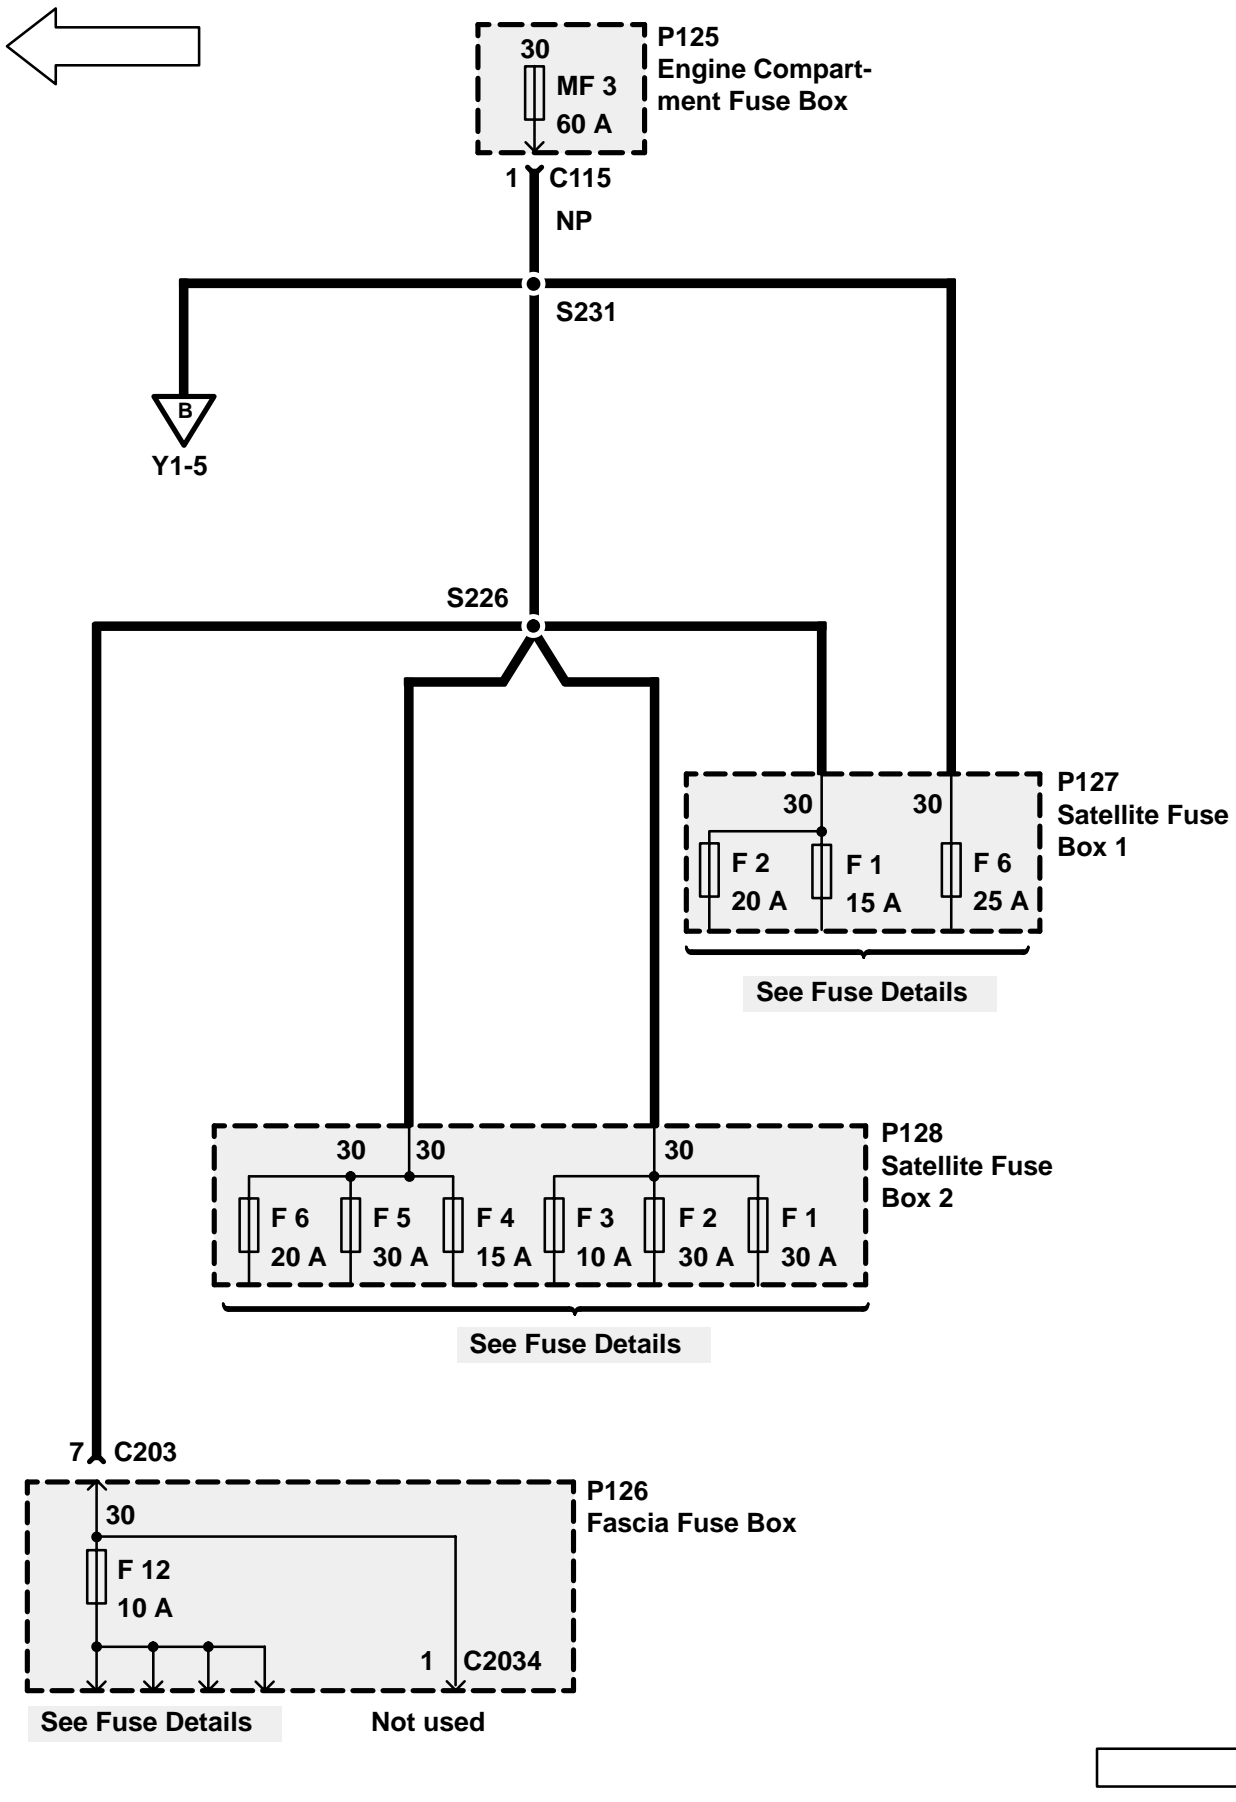 P125
Engine Compart-
ment Fuse Box
30
MF 3
60 A
1 C115
NP
S231
B
Y1-5
S226
P127
Satellite Fuse
Box 1
30 30
F 2 F 1 F 6
20 A 15 A 25 A
See Fuse Details
P128
Satellite Fuse
Box 2
30 30 30
F 6 F 5 F 4 F 3 F 2 F 1
20 A 30 A 15 A 10 A 30 A 30 A
See Fuse Details
7 C203
P126
Fascia Fuse Box
30
F 12
10 A
1 C2034
See Fuse Details Not used